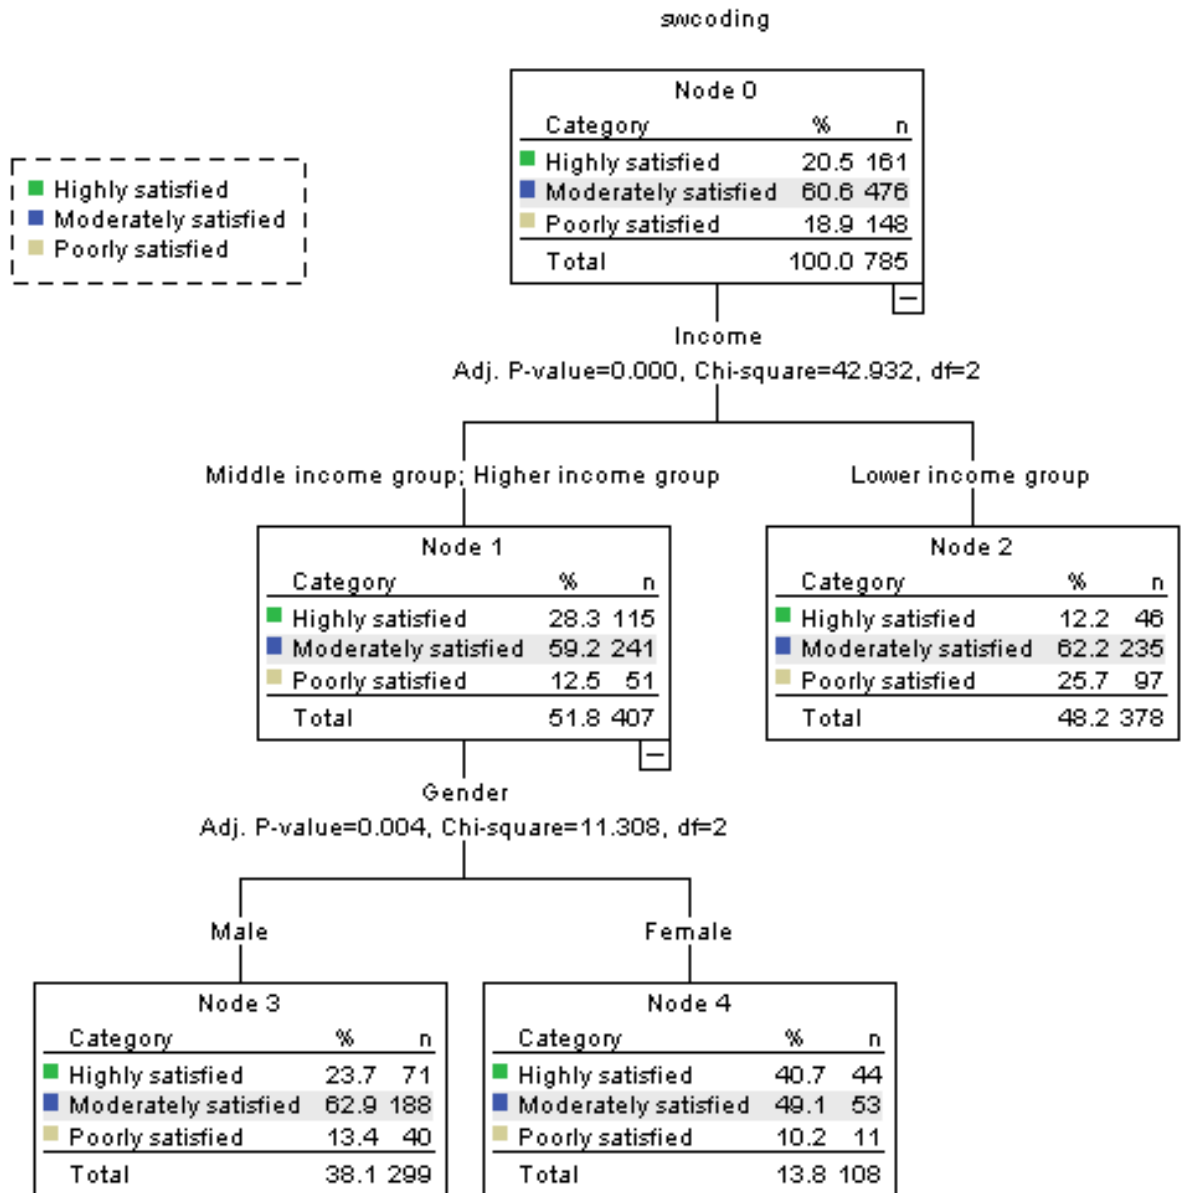 swcoding
Node 0
Category % n
Highly satisfied 20.5 161
Moderately satisfied 60.6 476
Poorly satisfied 18.9 148
Total 100.0 785
Highly satisfied
Moderately satisfied
Poorly satisfied
Income
Adj. P-value=0.000, Chi-square=42.932, df=2
Middle income group; Higher income group
Lower income group
Node 1
Category % n
Highly satisfied 28.3 115
Moderately satisfied 59.2 241
Poorly satisfied 12.5 51
Total 51.8 407
Node 2
Category % n
Highly satisfied 12.2 46
Moderately satisfied 62.2 235
Poorly satisfied 25.7 97
Total 48.2 378
Gender
Adj. P-value=0.004, Chi-square=11.308, df=2
Male
Female
Node 3
Category % n
Highly satisfied 23.7 71
Moderately satisfied 62.9 188
Poorly satisfied 13.4 40
Total 38.1 299
Node 4
Category % n
Highly satisfied 40.7 44
Moderately satisfied 49.1 53
Poorly satisfied 10.2 11
Total 13.8 108